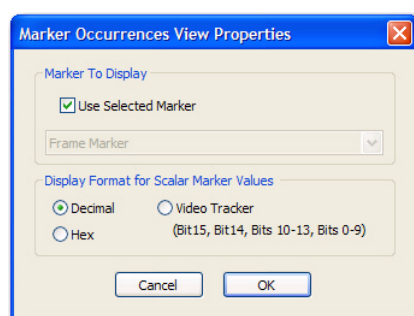 Marker Occurrences View Properties
Marker To Display
Use Selected Marker
Frame Marker
Display Format for Scalar Marker Values
Decimal Video Tracker
Hex (Bit15, Bit14, Bits 10-13, Bits 0-9)
Cancel OK